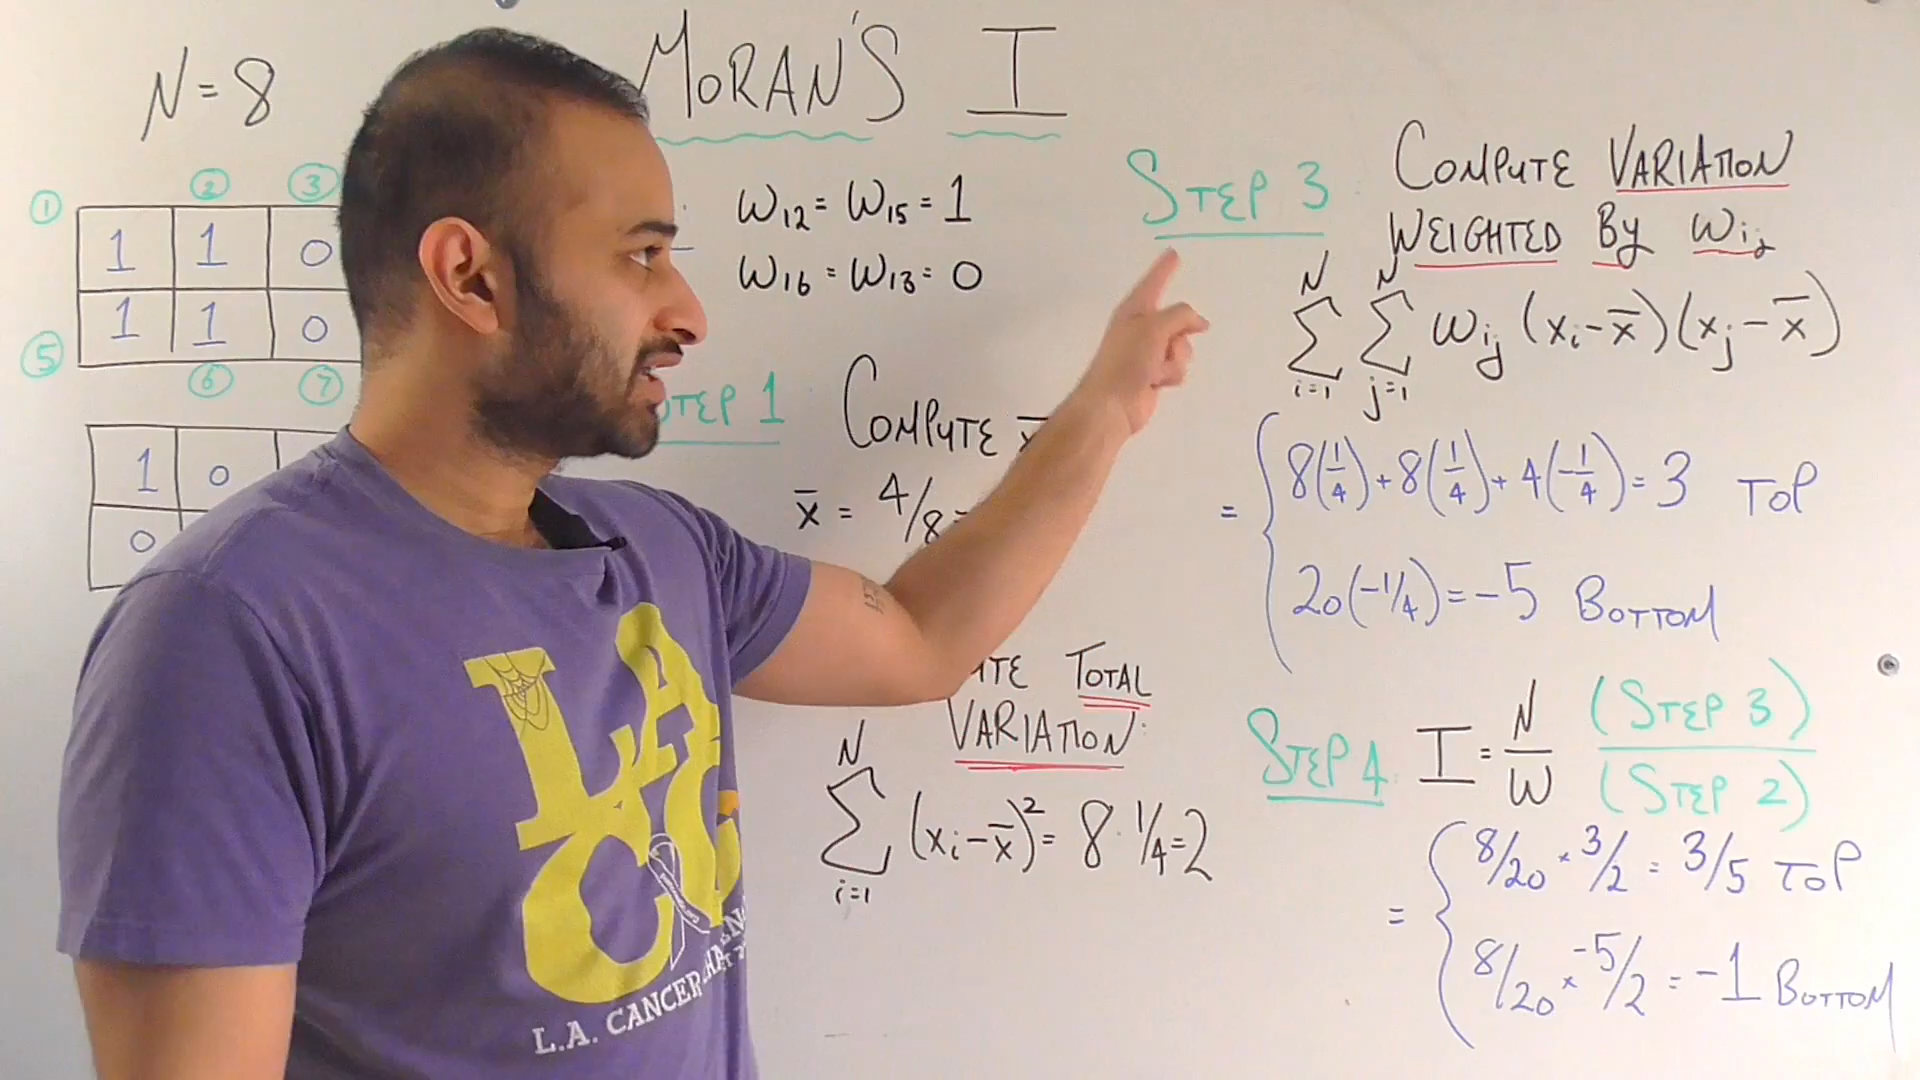 N = 8
MORAN'S I
① ② ③
1 1 0
⑤ 1 1 0
⑥ ⑦
1 0
0
:
w₁₂ = w₁₅ = 1
w₁₆ = w₁₃ = 0
STEP 1 : COMPUTE x̄
x̄ = 4/8 =
TOTAL
VARIATION:
N
∑ (xᵢ - x̄)² = 8 · 1/4 = 2
i=1
STEP 3 : COMPUTE VARIATION
WEIGHTED BY wᵢⱼ
N N
∑ ∑ wᵢⱼ (xᵢ - x̄)(xⱼ - x̄)
i=1 j=1
= { 8(1/4) + 8(1/4) + 4(-1/4) = 3 TOP
20(-1/4) = -5 BOTTOM
STEP 4 : I = N/W (STEP 3)/(STEP 2)
= { 8/20 × 3/2 = 3/5 TOP
8/20 × -5/2 = -1 BOTTOM
LA
CC
L.A. CANCER